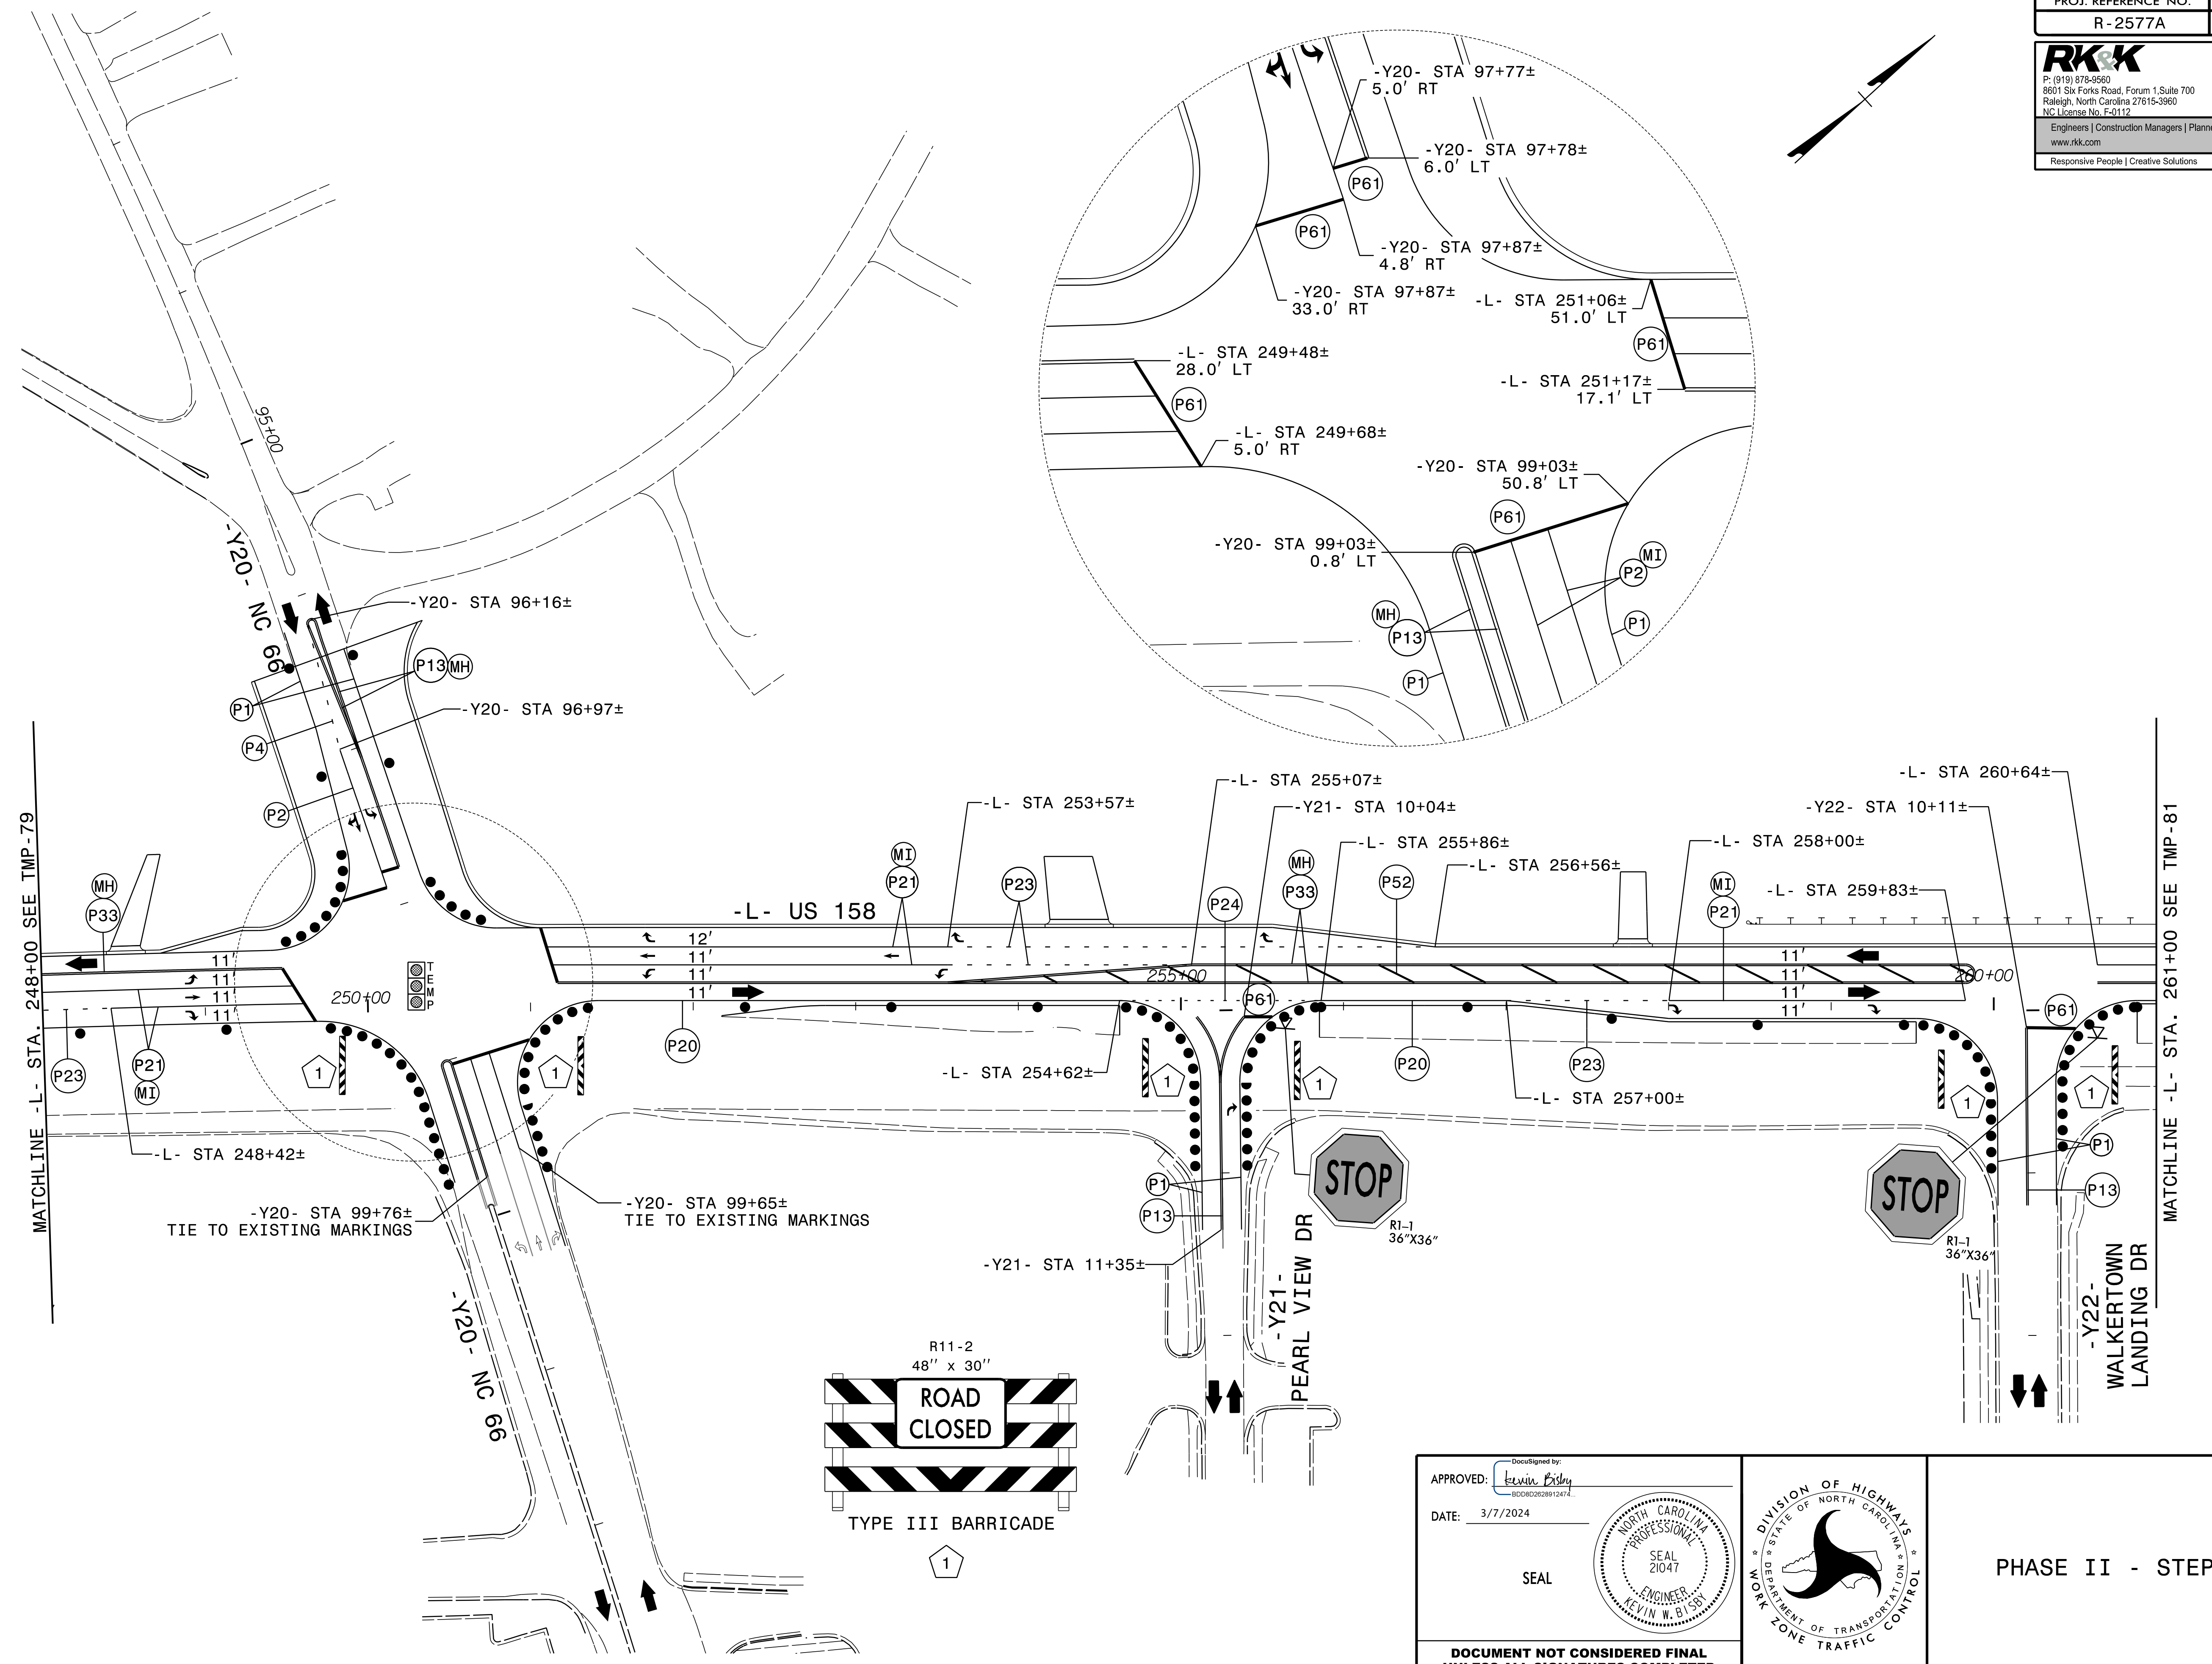 PROJ. REFERENCE NO.
R-2577A
RK&K
P: (919) 878-9560
8601 Six Forks Road, Forum 1,Suite 700
Raleigh, North Carolina 27615-3960
NC License No. F-0112
Engineers | Construction Managers |
www.rkk.com
Responsive People | Creative Solutions
-Y20- STA 97+77±
5.0' RT
-Y20- STA 97+78±
6.0' LT
P61
P61
-Y20- STA 97+87±
4.8' RT
-Y20- STA 97+87±
33.0' RT
-L- STA 251+06±
51.0' LT
P61
-L- STA 251+17±
17.1' LT
-L- STA 249+48±
28.0' LT
P61
-L- STA 249+68±
5.0' RT
-Y20- STA 99+03±
50.8' LT
P61
-Y20- STA 99+03±
0.8' LT
MI
P2
MH
P13
P1
P1
95+00
-Y20- NC 66
-Y20- STA 96+16±
P13
MH
P1
-Y20- STA 96+97±
P4
P2
MATCHLINE -L- STA. 248+00 SEE TMP-79
MH
P33
11'
11'
11'
11'
250+00
TEMP
P23
P21
MI
-L- STA 248+42±
1
1
-L- US 158
12'
11'
11'
11'
MI
P21
P23
-L- STA 253+57±
-L- STA 255+07±
-Y21- STA 10+04±
-L- STA 255+86±
-L- STA 256+56±
P24
MH
P33
P52
255+00
P61
P20
-L- STA 254+62±
1
1
P20
P23
-L- STA 257+00±
-L- STA 258+00±
MI
P21
-L- STA 259+83±
-Y22- STA 10+11±
-L- STA 260+64±
11'
11'
11'
11'
260+00
P61
1
1
P1
P13
MATCHLINE -L- STA. 261+00 SEE TMP-81
-Y20- STA 99+76±
TIE TO EXISTING MARKINGS
-Y20- STA 99+65±
TIE TO EXISTING MARKINGS
P1
P13
-Y21- STA 11+35±
STOP
R1-1
36"X36"
STOP
R1-1
36"X36"
-Y21-
PEARL VIEW DR
-Y22-
WALKERTOWN
LANDING DR
-Y20- NC 66
R11-2
48" x 30"
ROAD
CLOSED
TYPE III BARRICADE
1
APPROVED:
DocuSigned by:
Kevin Bisby
BDD8D2628912474...
DATE: 3/7/2024
SEAL
NORTH CAROLINA
PROFESSIONAL
SEAL
21047
ENGINEER
KEVIN W. BISBY
DOCUMENT NOT CONSIDERED FINAL
UNLESS ALL SIGNATURES COMPLETED
DIVISION OF HIGHWAYS
STATE OF NORTH CAROLINA
DEPARTMENT OF TRANSPORTATION
WORK ZONE TRAFFIC CONTROL
PHASE II - STEP